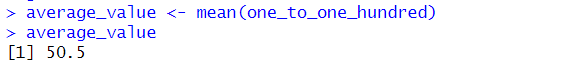 > average_value <- mean(one_to_one_hundred)
> average_value
[1] 50.5